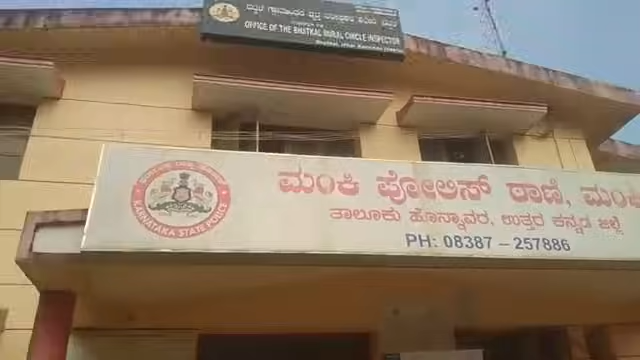 OFFICE OF THE BHATKAL RURAL CIRCLE INSPECTOR
ಮಂಕಿ ಪೋಲಿಸ್ ಠಾಣೆ,
ತಾಲೂಕು ಹೊನ್ನಾವರ, ಉತ್ತರ ಕನ್ನಡ ಜಿಲ್ಲೆ
PH: 08387 – 257886
KARNATAKA STATE POLICE